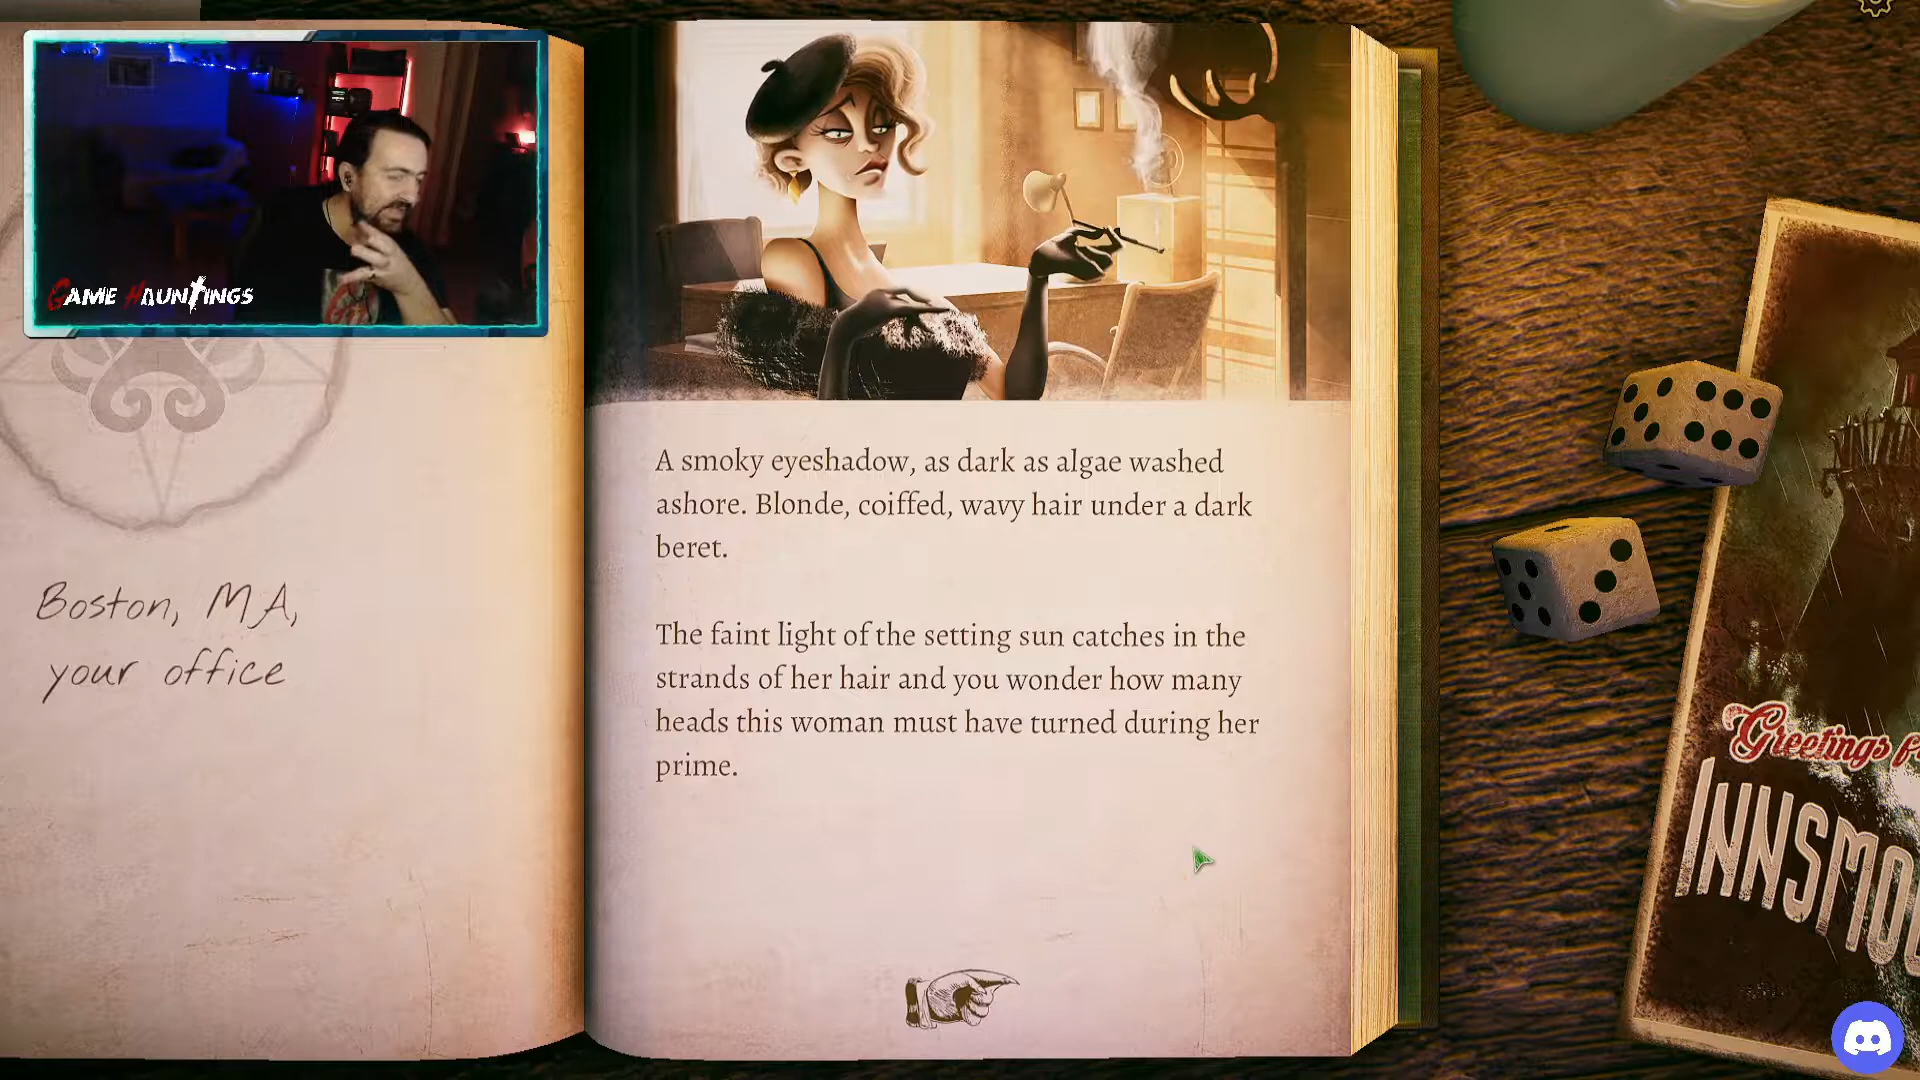 GAME HAUNTINGS
Boston, MA,
your office
A smoky eyeshadow, as dark as algae washed
ashore. Blonde, coiffed, wavy hair under a dark
beret.
The faint light of the setting sun catches in the
strands of her hair and you wonder how many
heads this woman must have turned during her
prime.
Greetings f
INNSMO